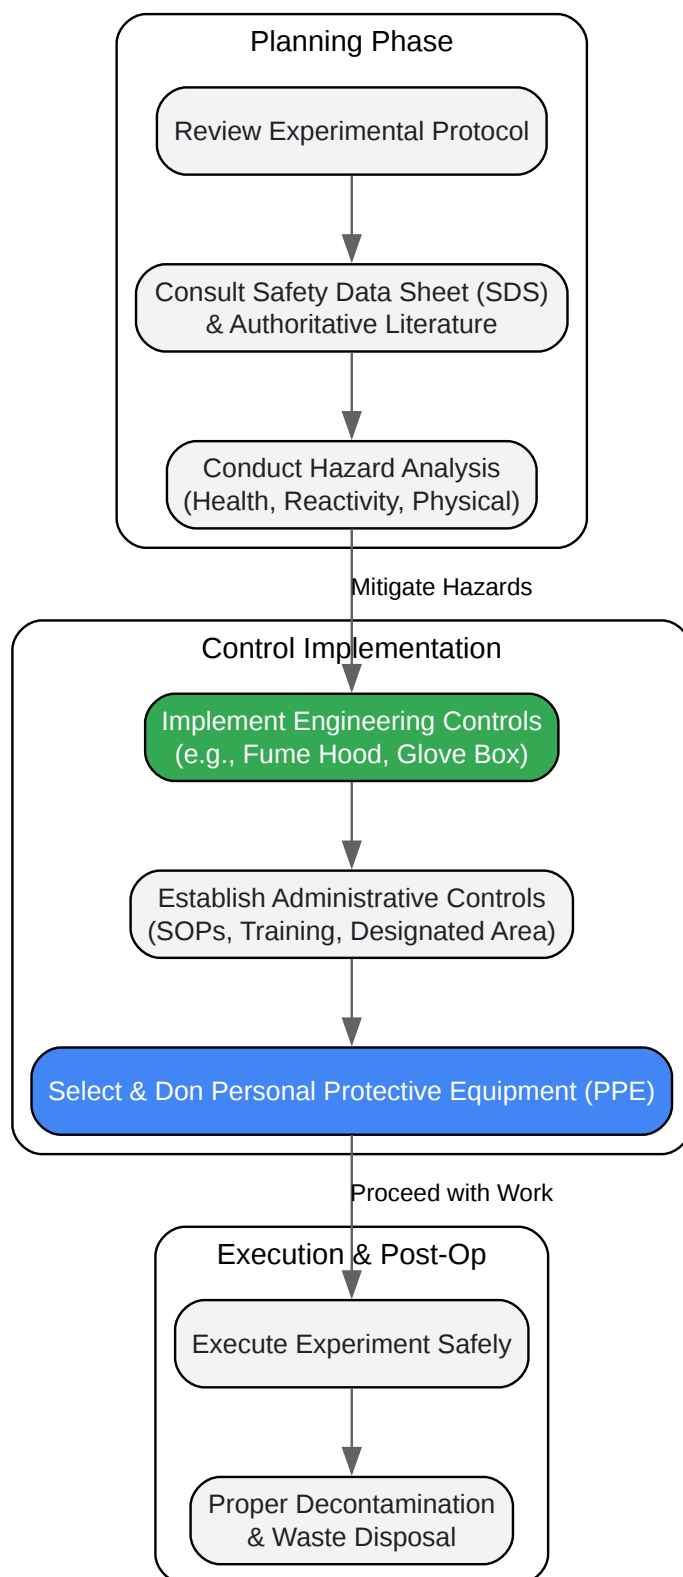 Planning Phase
Review Experimental Protocol
Consult Safety Data Sheet (SDS)
& Authoritative Literature
Conduct Hazard Analysis
(Health, Reactivity, Physical)
Mitigate Hazards
Control Implementation
Implement Engineering Controls
(e.g., Fume Hood, Glove Box)
Establish Administrative Controls
(SOPs, Training, Designated Area)
Select & Don Personal Protective Equipment (PPE)
Proceed with Work
Execution & Post-Op
Execute Experiment Safely
Proper Decontamination
& Waste Disposal